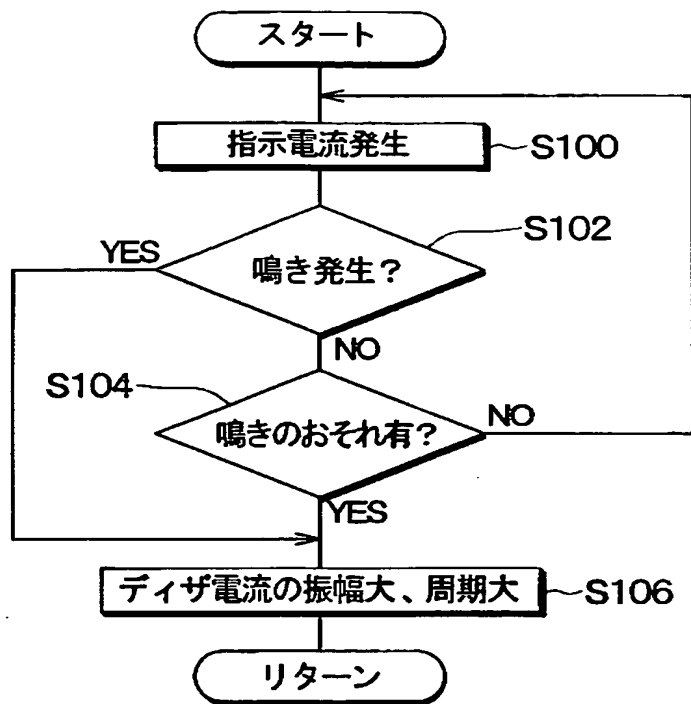 スタート
指示電流発生
S100
S102
YES
鳴き発生？
NO
S104
鳴きのおそれ有？
NO
YES
ディザ電流の振幅大、周期大
S106
リターン